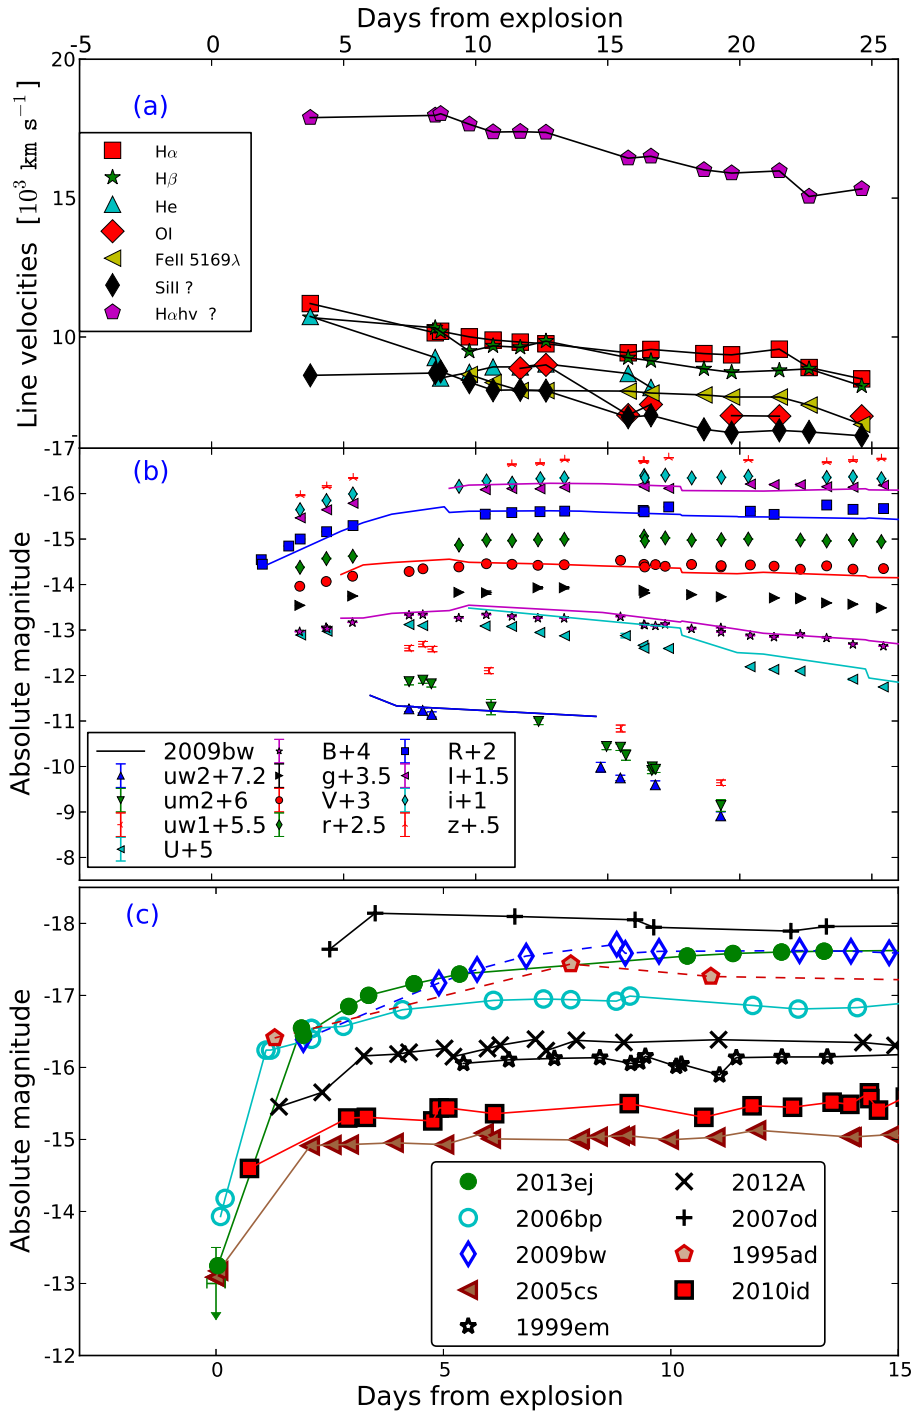 Days from explosion
-5 0 5 10 15 20 25
20
15
10
Line velocities [10³ km s⁻¹]
(a)
Hα
Hβ
He
OI
FeII 5169λ
SiII ?
Hαhv ?
-17
-16
-15
-14
-13
-12
-11
-10
-9
-8
Absolute magnitude
(b)
2009bw B+4 R+2
uw2+7.2 g+3.5 I+1.5
um2+6 V+3 i+1
uw1+5.5 r+2.5 z+.5
U+5
-18
-17
-16
-15
-14
-13
-12
Absolute magnitude
(c)
2013ej 2012A
2006bp 2007od
2009bw 1995ad
2005cs 2010id
1999em
0 5 10 15
Days from explosion